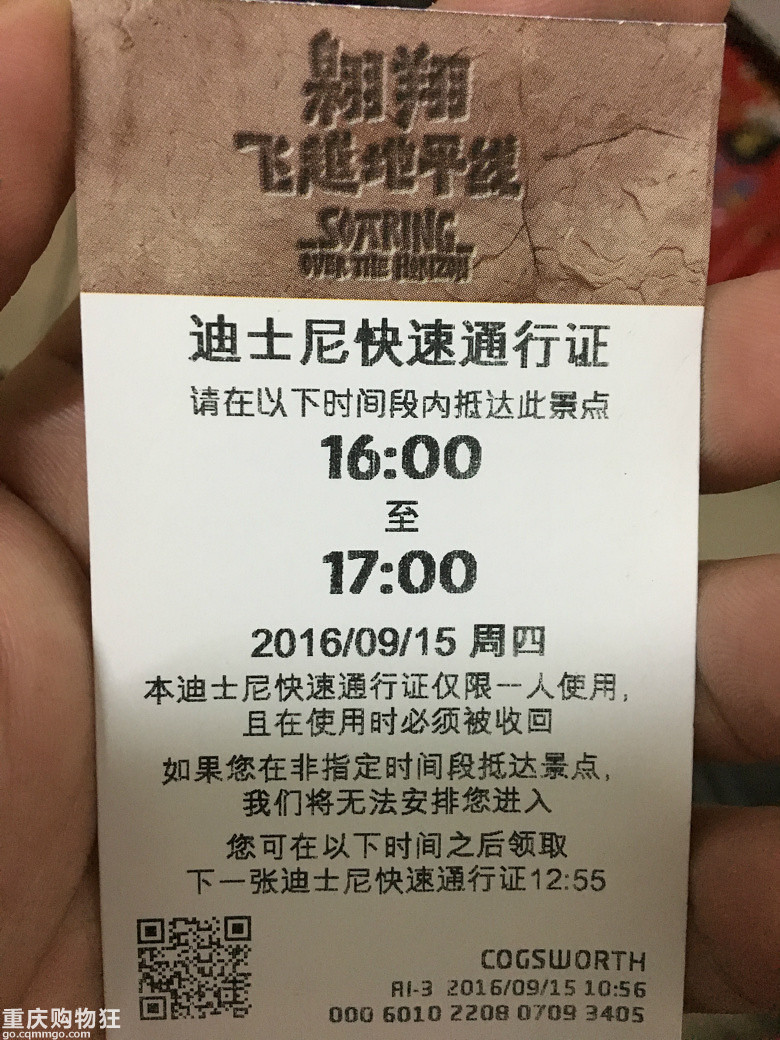 翱翔
飞越地平线
SOARING
OVER THE HORIZON
迪士尼快速通行证
请在以下时间段内抵达此景点
16:00
至
17:00
2016/09/15 周四
本迪士尼快速通行证仅限一人使用,
且在使用时必须被收回
如果您在非指定时间段抵达景点,
我们将无法安排您进入
您可在以下时间之后领取
下一张迪士尼快速通行证12:55
COGSWORTH
AI-3 2016/09/15 10:56
000 6010 2208 0709 3405
重庆购物狂
go.cqmmgo.com